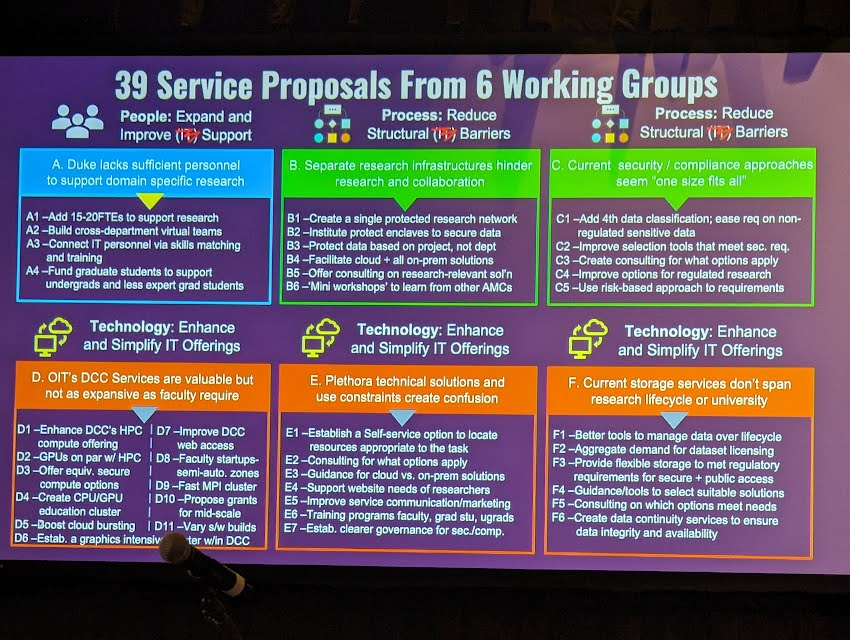 39 Service Proposals From 6 Working Groups
People: Expand and
Improve (IT) Support
Process: Reduce
Structural (IT) Barriers
Process: Reduce
Structural (IT) Barriers
A. Duke lacks sufficient personnel
to support domain specific research
A1 –Add 15-20FTEs to support research
A2 –Build cross-department virtual teams
A3 –Connect IT personnel via skills matching
and training
A4 –Fund graduate students to support
undergrads and less expert grad students
B. Separate research infrastructures hinder
research and collaboration
B1 –Create a single protected research network
B2 –Institute protect enclaves to secure data
B3 –Protect data based on project, not dept
B4 –Facilitate cloud + all on-prem solutions
B5 –Offer consulting on research-relevant sol'n
B6 –'Mini workshops' to learn from other AMCs
C. Current security / compliance approaches
seem "one size fits all"
C1 –Add 4th data classification; ease req on non-
regulated sensitive data
C2 –Improve selection tools that meet sec. req.
C3 –Create consulting for what options apply
C4 –Improve options for regulated research
C5 –Use risk-based approach to requirements
Technology: Enhance
and Simplify IT Offerings
Technology: Enhance
and Simplify IT Offerings
Technology: Enhance
and Simplify IT Offerings
D. OIT's DCC Services are valuable but
not as expansive as faculty require
D1 –Enhance DCC's HPC
compute offering
D2 –GPUs on par w/ HPC
D3 –Offer equiv. secure
compute options
D4 –Create CPU/GPU
education cluster
D5 –Boost cloud bursting
D6 –Estab. a graphics intensive w/in DCC
D7 –Improve DCC
web access
D8 –Faculty startups-
semi-auto. zones
D9 –Fast MPI cluster
D10 –Propose grants
for mid-scale
D11 –Vary s/w builds
E. Plethora technical solutions and
use constraints create confusion
E1 –Establish a Self-service option to locate
resources appropriate to the task
E2 –Consulting for what options apply
E3 –Guidance for cloud vs. on-prem solutions
E4 –Support website needs of researchers
E5 –Improve service communication/marketing
E6 –Training programs faculty, grad stu, ugrads
E7 –Estab. clearer governance for sec./comp.
F. Current storage services don't span
research lifecycle or university
F1 –Better tools to manage data over lifecycle
F2 –Aggregate demand for dataset licensing
F3 –Provide flexible storage to met regulatory
requirements for secure + public access
F4 –Guidance/tools to select suitable solutions
F5 –Consulting on which options meet needs
F6 –Create data continuity services to ensure
data integrity and availability